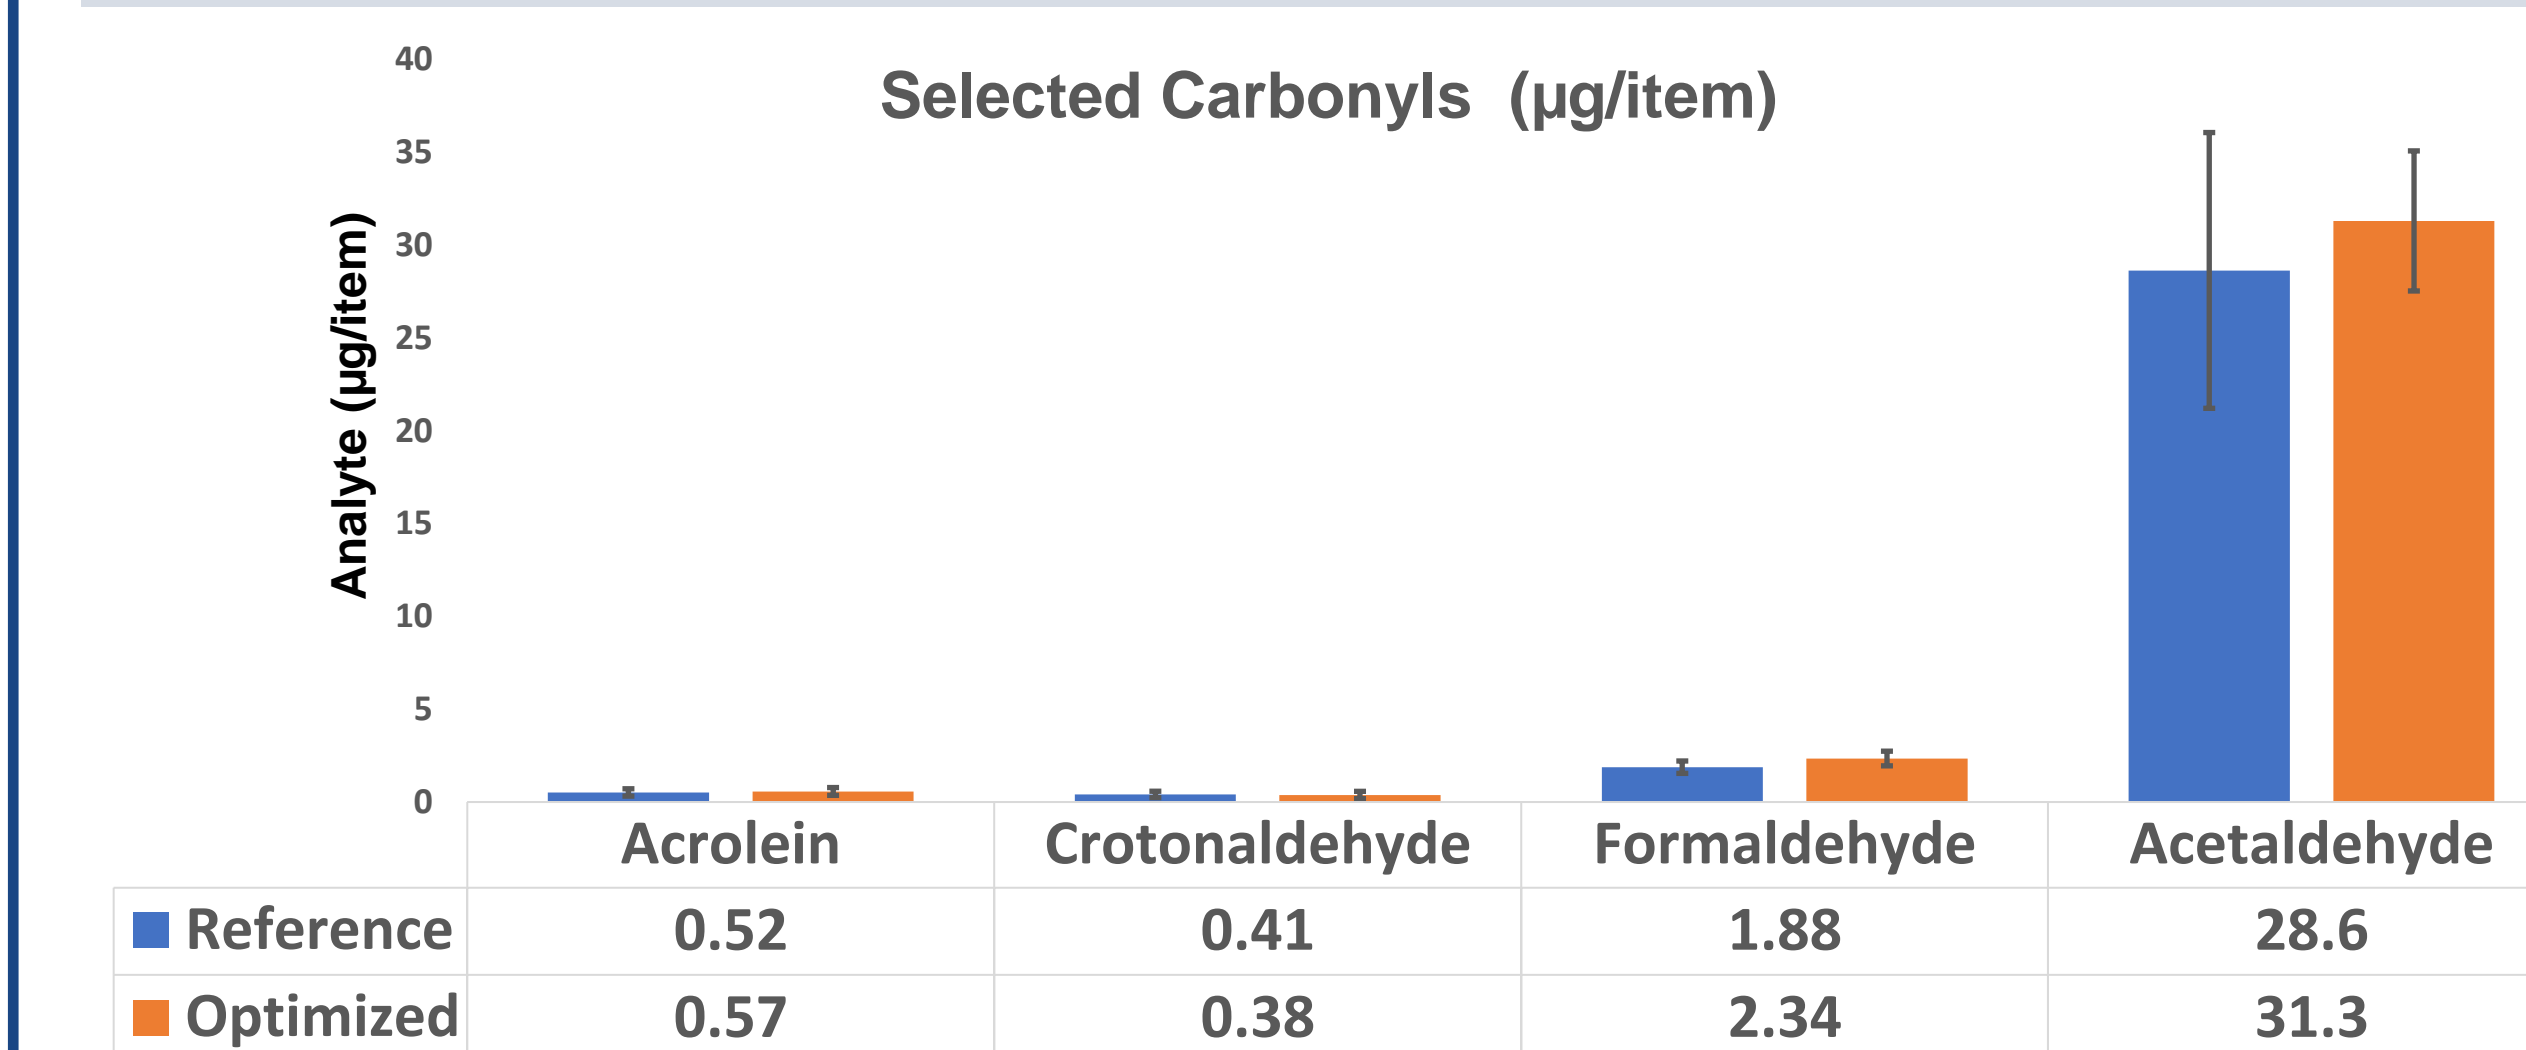 Selected Carbonyls (µg/item)
Analyte (µg/item)
40
35
30
25
20
15
10
5
0
Acrolein Crotonaldehyde Formaldehyde Acetaldehyde
Reference 0.52 0.41 1.88 28.6
Optimized 0.57 0.38 2.34 31.3